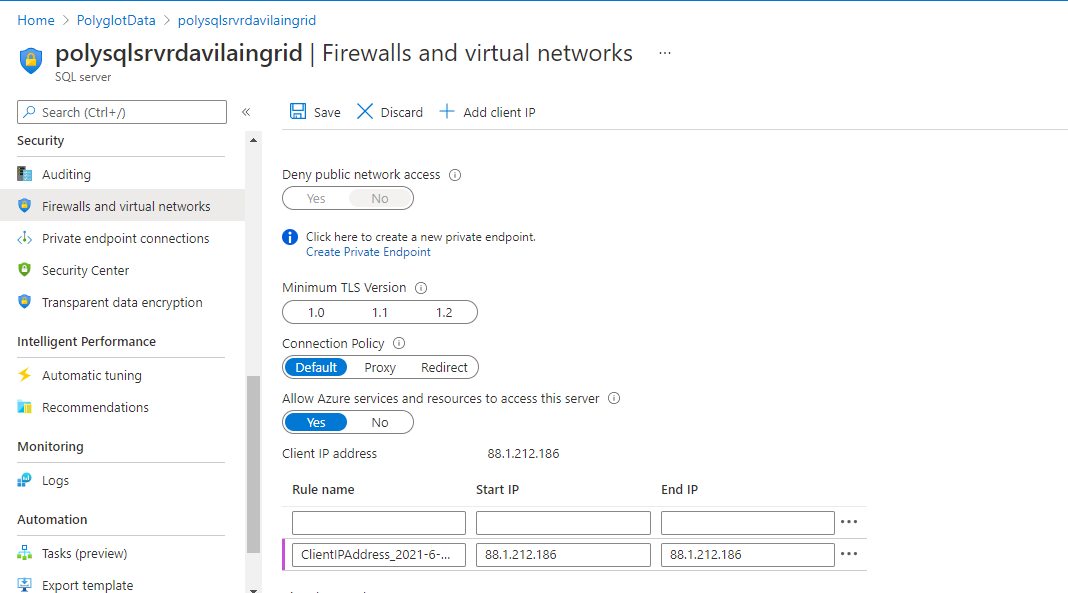 Home > PolyglotData > polysqlsrvrdavilaingrid
polysqlsrvrdavilaingrid | Firewalls and virtual networks ...
SQL server
Search (Ctrl+/) «
Save Discard Add client IP
Security
Auditing
Firewalls and virtual networks
Private endpoint connections
Security Center
Transparent data encryption
Intelligent Performance
Automatic tuning
Recommendations
Monitoring
Logs
Automation
Tasks (preview)
Export template
Deny public network access
Yes No
Click here to create a new private endpoint.
Create Private Endpoint
Minimum TLS Version
1.0 1.1 1.2
Connection Policy
Default Proxy Redirect
Allow Azure services and resources to access this server
Yes No
Client IP address 88.1.212.186
Rule name Start IP End IP
ClientIPAddress_2021-6-... 88.1.212.186 88.1.212.186